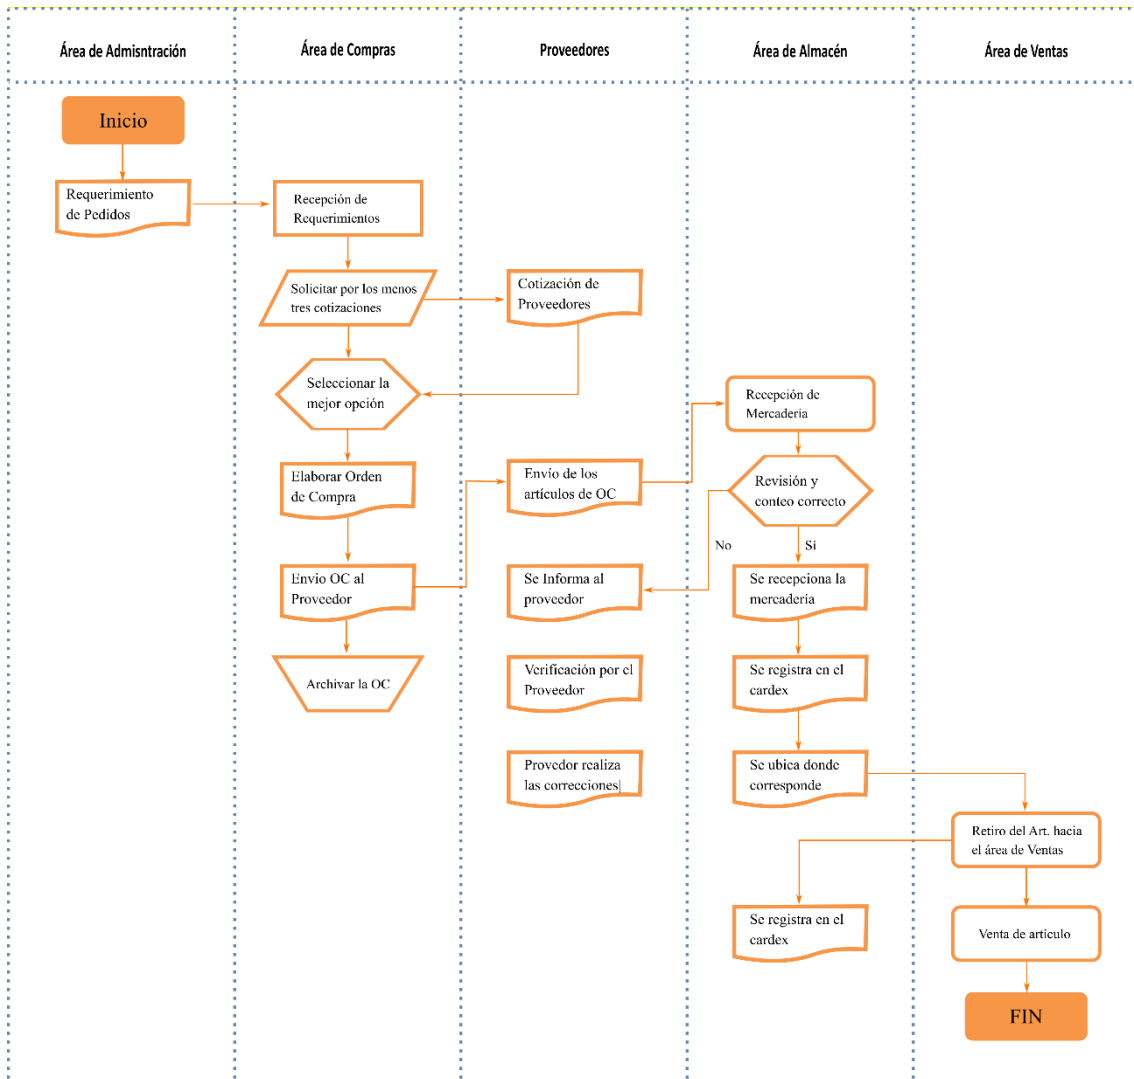 Área de Admisntración
Área de Compras
Proveedores
Área de Almacén
Área de Ventas
Inicio
Requerimiento
de Pedidos
Recepción de
Requerimientos
Solicitar por los menos
tres cotizaciones
Cotización de
Proveedores
Seleccionar la
mejor opción
Recepción de
Mercadería
Elaborar Orden
de Compra
Envío de los
artículos de OC
Revisión y
conteo correcto
No
Sí
Envio OC al
Proveedor
Se Informa al
proveedor
Se recepciona la
mercadería
Archivar la OC
Verificación por el
Proveedor
Se registra en el
cardex
Provedor realiza
las correcciones
Se ubica donde
corresponde
Retiro del Art. hacia
el área de Ventas
Se registra en el
cardex
Venta de artículo
FIN